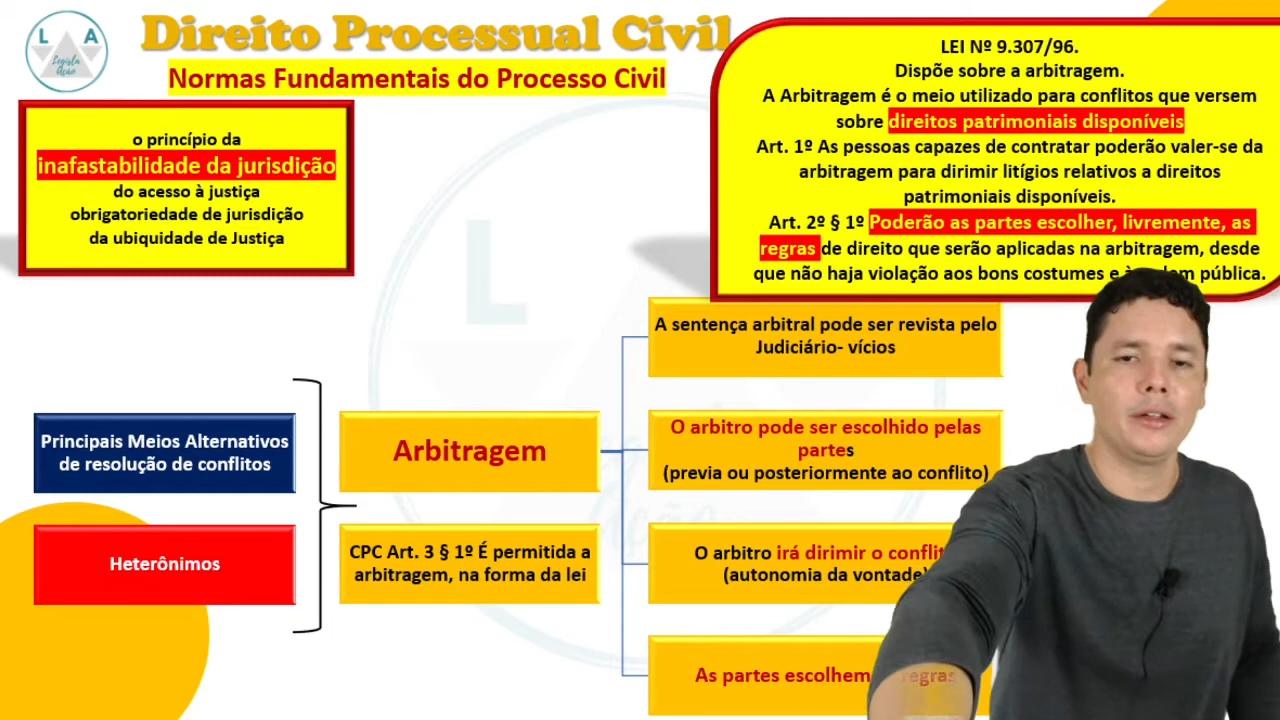 L A
Legisla
Ação
Direito Processual Civil
Normas Fundamentais do Processo Civil
o princípio da
inafastabilidade da jurisdição
do acesso à justiça
obrigatoriedade de jurisdição
da ubiquidade de Justiça
LEI Nº 9.307/96.
Dispõe sobre a arbitragem.
A Arbitragem é o meio utilizado para conflitos que versem
sobre direitos patrimoniais disponíveis
Art. 1º As pessoas capazes de contratar poderão valer-se da
arbitragem para dirimir litígios relativos a direitos
patrimoniais disponíveis.
Art. 2º § 1º Poderão as partes escolher, livremente, as
regras de direito que serão aplicadas na arbitragem, desde
que não haja violação aos bons costumes e pública.
Principais Meios Alternativos
de resolução de conflitos
Heterônimos
Arbitragem
CPC Art. 3 § 1º É permitida a
arbitragem, na forma da lei
A sentença arbitral pode ser revista pelo
Judiciário- vícios
O arbitro pode ser escolhido pelas
partes
(previa ou posteriormente ao conflito)
O arbitro irá dirimir o
(autonomia da vontade)
As partes escolhem regras